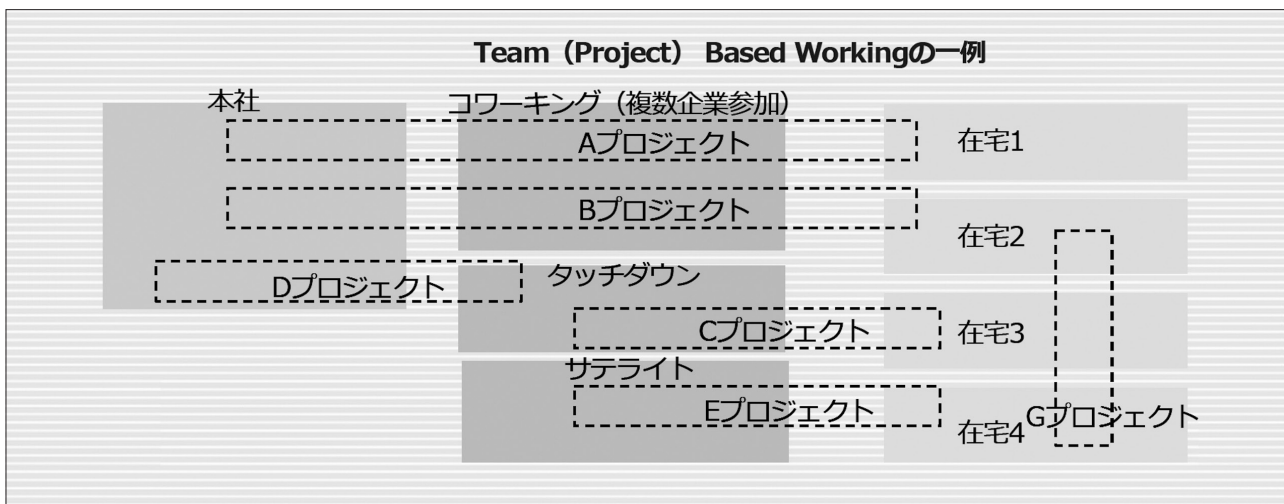 Team（Project） Based Workingの一例
本社
コワーキング（複数企業参加）
Aプロジェクト
在宅1
Bプロジェクト
在宅2
Dプロジェクト
タッチダウン
Cプロジェクト
在宅3
サテライト
Eプロジェクト
在宅4
Gプロジェクト